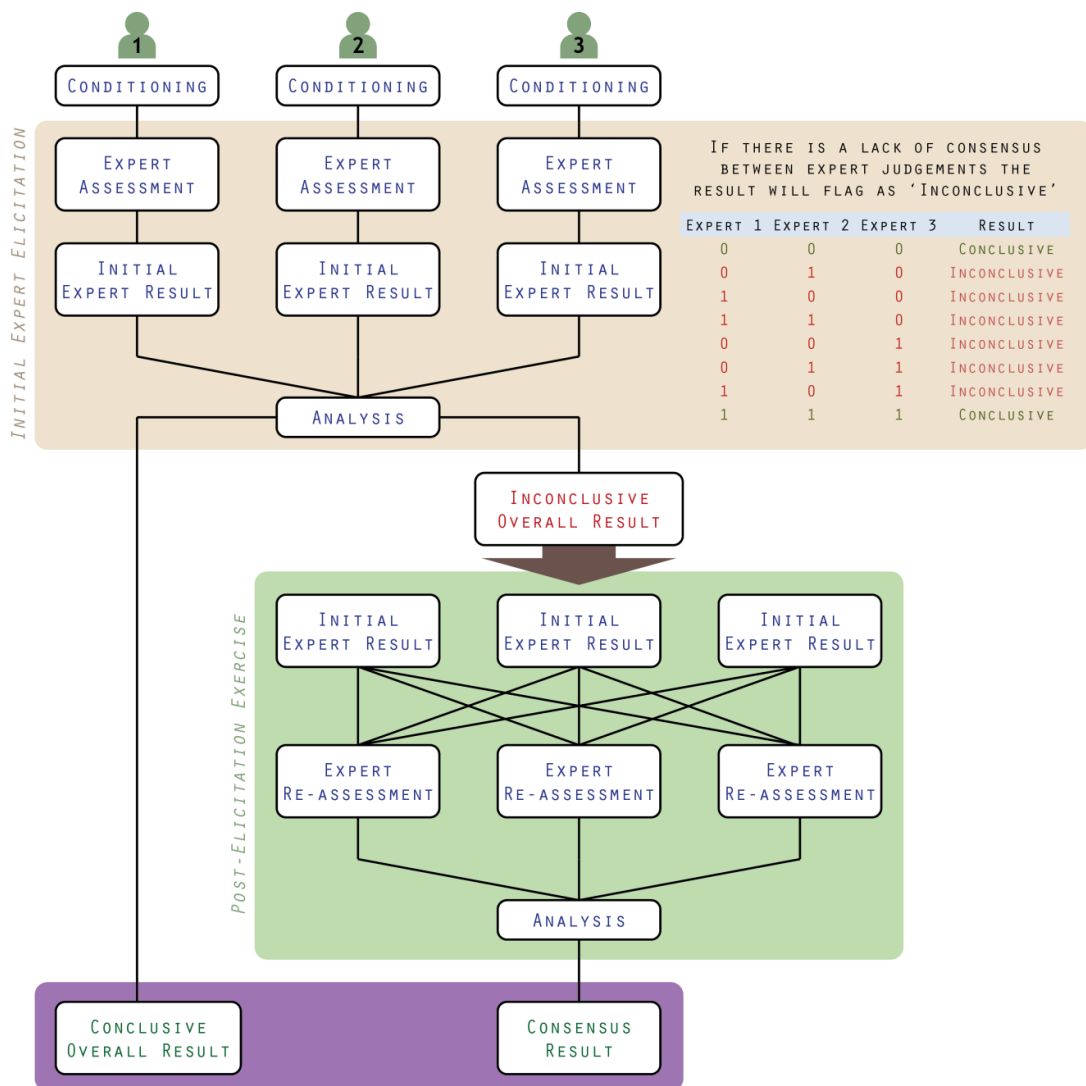 1 2 3
Conditioning Conditioning Conditioning
Initial Expert Elicitation
Expert
Assessment
Expert
Assessment
Expert
Assessment
Initial
Expert Result
Initial
Expert Result
Initial
Expert Result
Analysis
If there is a lack of consensus
between expert judgements the
result will flag as ‘Inconclusive’
Expert 1 Expert 2 Expert 3 Result
0 0 0 Conclusive
0 1 0 Inconclusive
1 0 0 Inconclusive
1 1 0 Inconclusive
0 0 1 Inconclusive
0 1 1 Inconclusive
1 0 1 Inconclusive
1 1 1 Conclusive
Inconclusive
Overall Result
Post-Elicitation Exercise
Initial
Expert Result
Initial
Expert Result
Initial
Expert Result
Expert
Re-assessment
Expert
Re-assessment
Expert
Re-assessment
Analysis
Conclusive
Overall Result
Consensus
Result